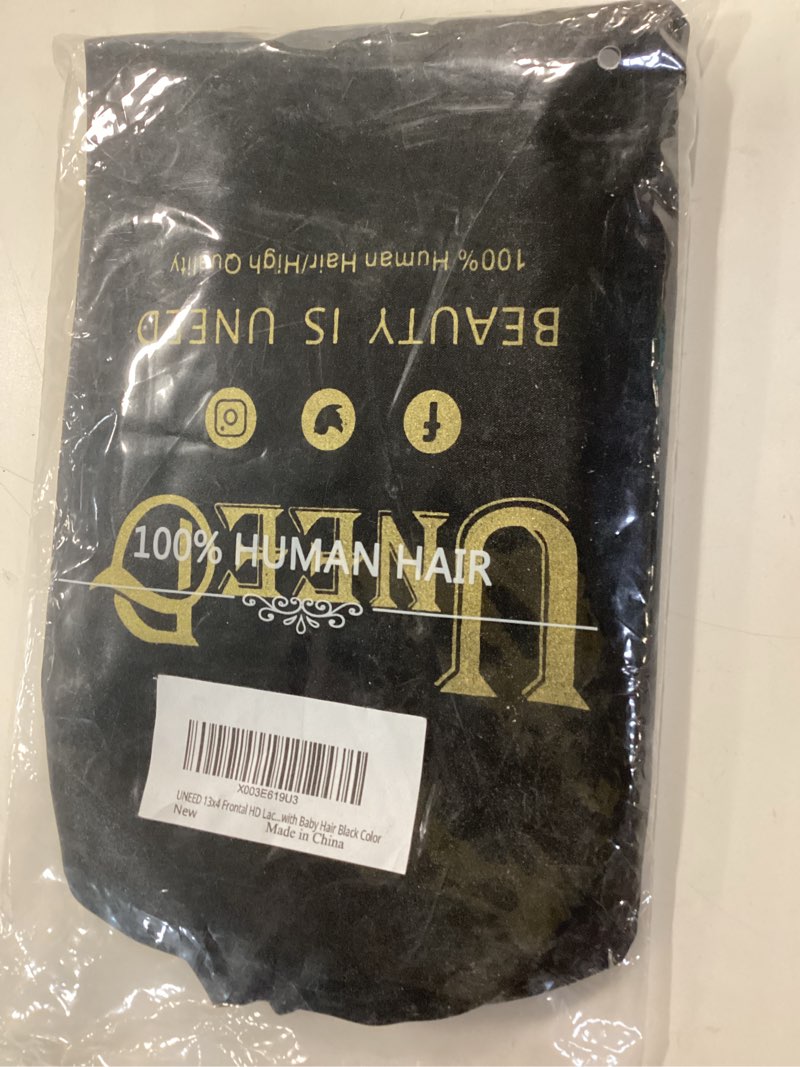 100% Human Hair/High Quality
BEAUTY IS UNEED
UNEED
100% HUMAN HAIR
X003E619U3
UNEED 13x4 Frontal HD Lac...with Baby Hair Black Color
New
Made in China